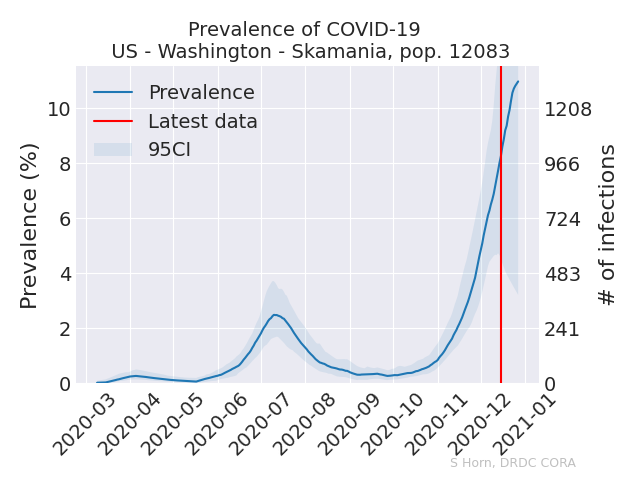 Prevalence of COVID-19
US - Washington - Skamania, pop. 12083
Prevalence
Latest data
95CI
Prevalence (%)
10
8
6
4
2
0
1208
966
724
483
241
0
# of infections
2020-03
2020-04
2020-05
2020-06
2020-07
2020-08
2020-09
2020-10
2020-11
2020-12
2021-01
S Horn, DRDC CORA